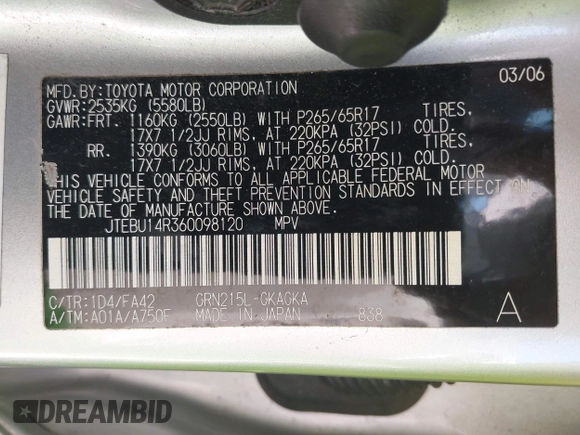 MFD.BY:TOYOTA MOTOR CORPORATION 03/06
GVWR:2535KG (5580LB)
GAWR:FRT. 1160KG (2550LB) WITH P265/65R17 TIRES,
17X7 1/2JJ RIMS, AT 220KPA (32PSI) COLD.
RR. 1390KG (3060LB) WITH P265/65R17 TIRES,
17X7 1/2JJ RIMS, AT 220KPA (32PSI) COLD.
THIS VEHICLE CONFORMS TO ALL APPLICABLE FEDERAL MOTOR
VEHICLE SAFETY AND THEFT PREVENTION STANDARDS IN EFFECT ON
THE DATE OF MANUFACTURE SHOWN ABOVE.
JTEBU14R360098120 MPV
C/TR:1D4/FA42 GRN215L-GKAGKA
A/TM:A01A/A750F MADE IN JAPAN 838 A
DREAMBID